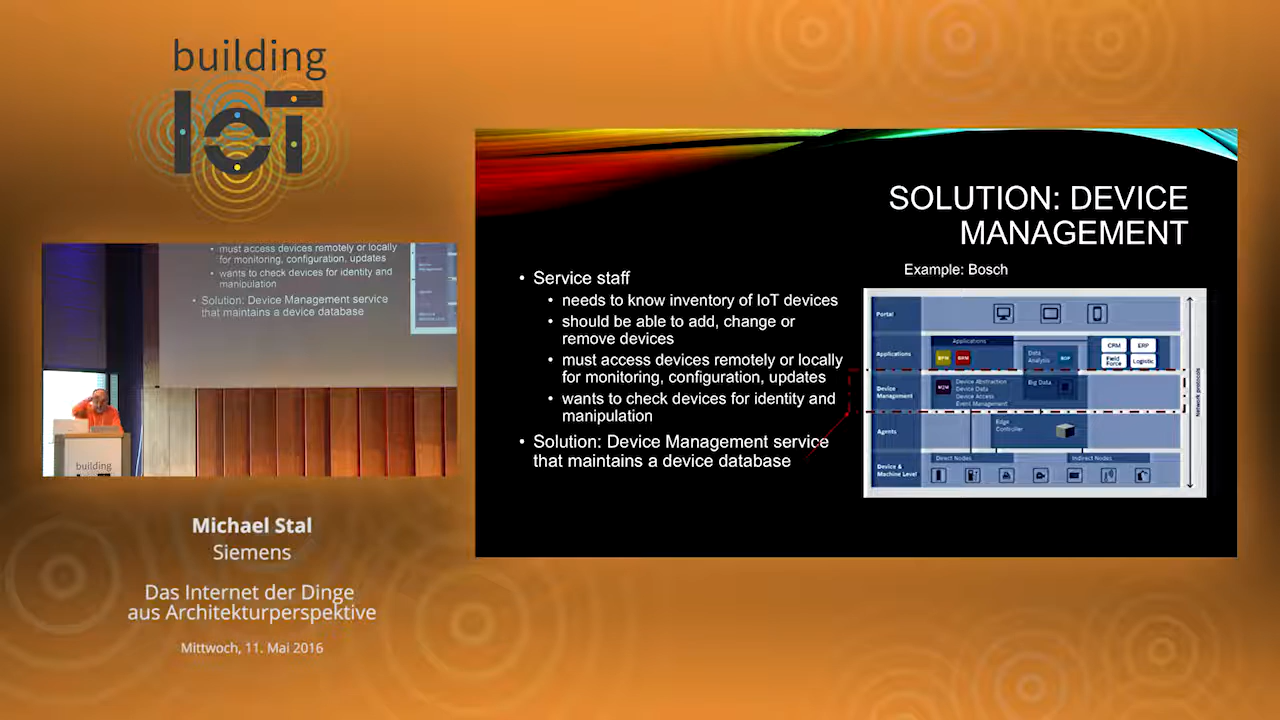 building
IoT
must access devices remotely or locally
for monitoring, configuration, updates
wants to check devices for identity and
manipulation
Solution: Device Management service
that maintains a device database
building
Michael Stal
Siemens
Das Internet der Dinge
aus Architekturperspektive
Mittwoch, 11. Mai 2016
SOLUTION: DEVICE
MANAGEMENT
• Service staff
• needs to know inventory of IoT devices
• should be able to add, change or
remove devices
• must access devices remotely or locally
for monitoring, configuration, updates
• wants to check devices for identity and
manipulation
• Solution: Device Management service
that maintains a device database
Example: Bosch
Portal
Applications
Applications
BPM
BRM
Data
Analysis
CRM
ERP
Field
Force
Logistic
Device
Management
M2M
Device Abstraction
Device Data
Device Access
Event Management
Big Data
Agents
Edge
Controller
Device &
Machine Level
Direct Nodes
Indirect Nodes
Network protocols